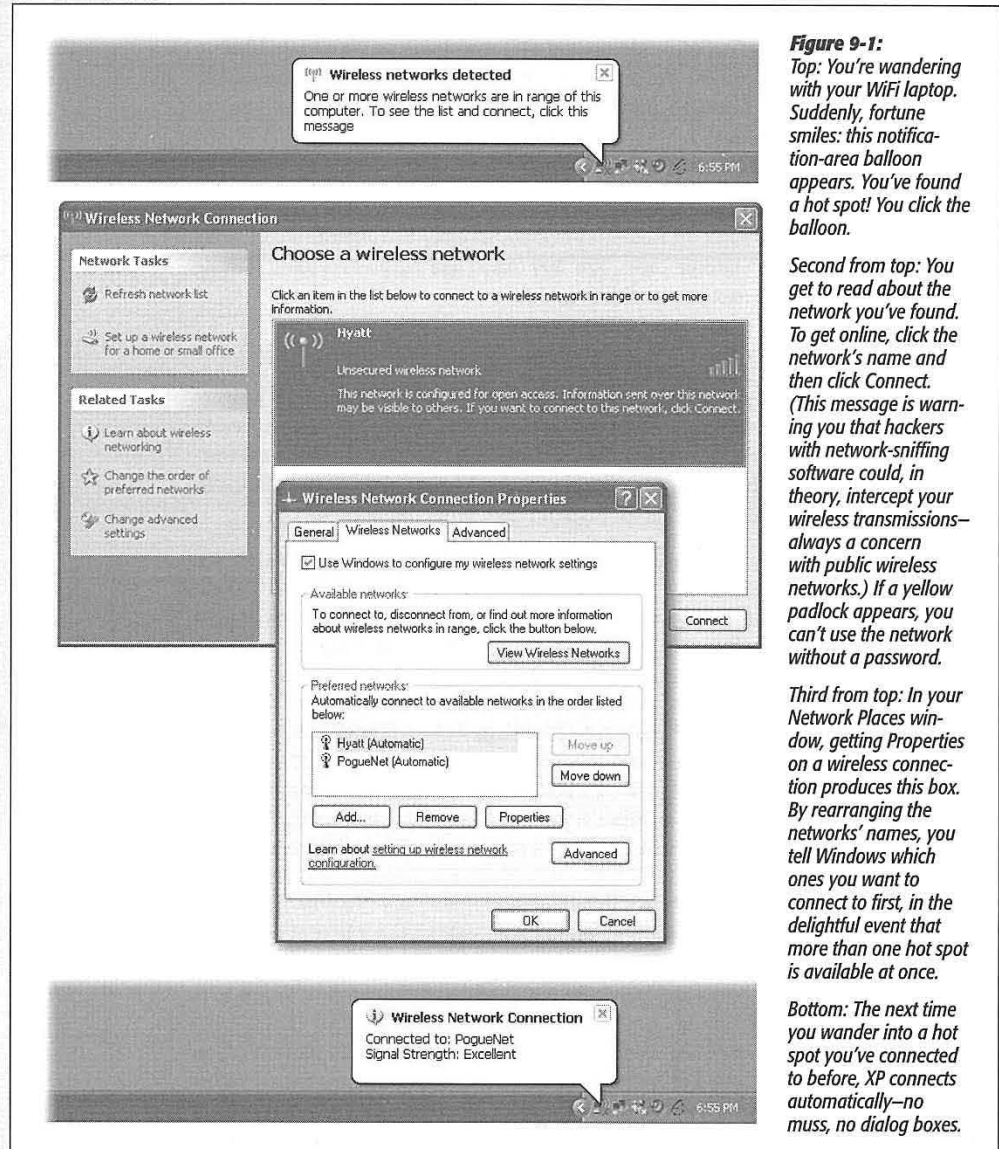 Wireless networks detected
One or more wireless networks are in range of this
computer. To see the list and connect, click this
message
6:55 PM
Wireless Network Connection
Network Tasks
Refresh network list
Set up a wireless network
for a home or small office
Related Tasks
Learn about wireless
networking
Change the order of
preferred networks
Change advanced
settings
Choose a wireless network
Click an item in the list below to connect to a wireless network in range or to get more
information.
Hyatt
Unsecured wireless network
This network is configured for open access. Information sent over this network
may be visible to others. If you want to connect to this network, click Connect.
Connect
Wireless Network Connection Properties
General Wireless Networks Advanced
Use Windows to configure my wireless network settings
Available networks:
To connect to, disconnect from, or find out more information
about wireless networks in range, click the button below.
View Wireless Networks
Preferred networks:
Automatically connect to available networks in the order listed
below:
Hyatt (Automatic)
PogueNet (Automatic)
Move up
Move down
Add... Remove Properties
Learn about setting up wireless network
configuration.
Advanced
OK Cancel
Wireless Network Connection
Connected to: PogueNet
Signal Strength: Excellent
6:55 PM
Figure 9-1:
Top: You're wandering
with your WiFi laptop.
Suddenly, fortune
smiles: this notifica-
tion-area balloon
appears. You've found
a hot spot! You click the
balloon.
Second from top: You
get to read about the
network you've found.
To get online, click the
network's name and
then click Connect.
(This message is warn-
ing you that hackers
with network-sniffing
software could, in
theory, intercept your
wireless transmissions—
always a concern
with public wireless
networks.) If a yellow
padlock appears, you
can't use the network
without a password.
Third from top: In your
Network Places win-
dow, getting Properties
on a wireless connec-
tion produces this box.
By rearranging the
networks' names, you
tell Windows which
ones you want to
connect to first, in the
delightful event that
more than one hot spot
is available at once.
Bottom: The next time
you wander into a hot
spot you've connected
to before, XP connects
automatically—no
muss, no dialog boxes.